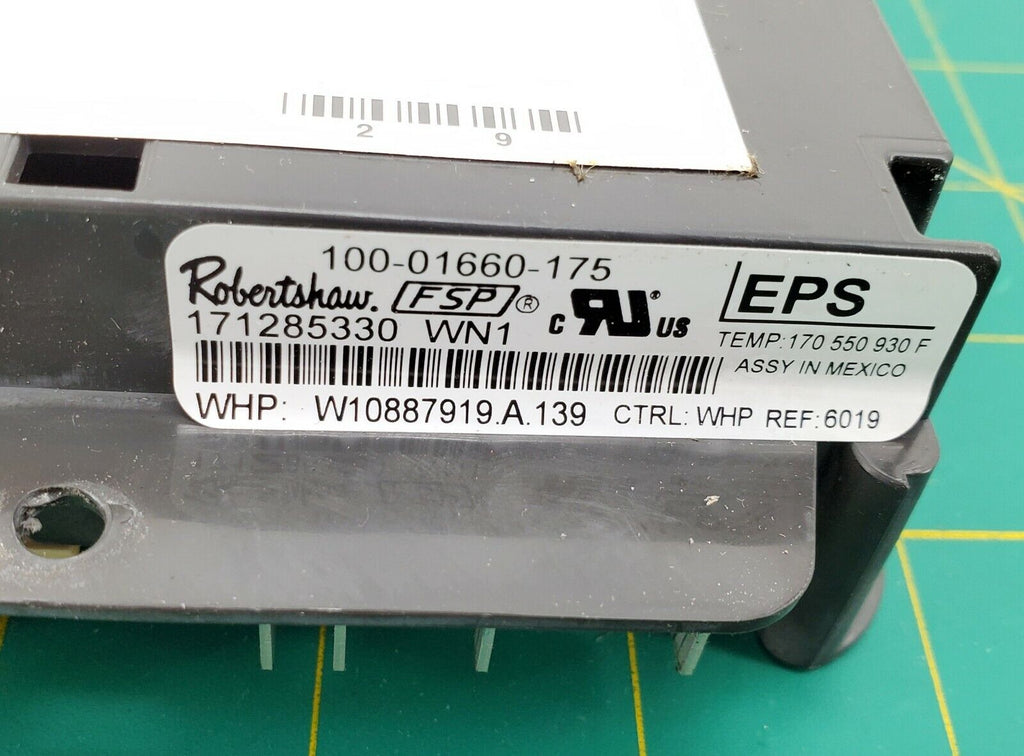 2 9
100-01660-175
Robertshaw. FSP®
C RU® US
171285330 WN1
EPS
TEMP:170 550 930 F
ASSY IN MEXICO
WHP: W10887919.A.139 CTRL: WHP REF: 6019